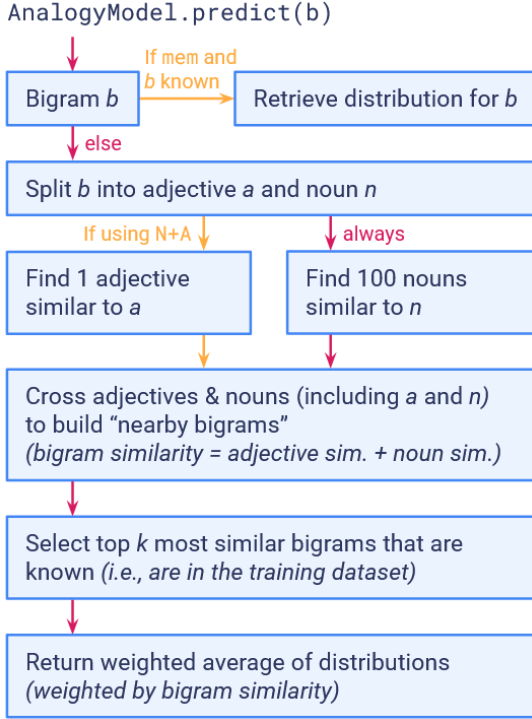 AnalogyModel.predict(b)
If mem and
b known
Bigram b
Retrieve distribution for b
else
Split b into adjective a and noun n
If using N+A
always
Find 1 adjective
similar to a
Find 100 nouns
similar to n
Cross adjectives & nouns (including a and n)
to build “nearby bigrams”
(bigram similarity = adjective sim. + noun sim.)
Select top k most similar bigrams that are
known (i.e., are in the training dataset)
Return weighted average of distributions
(weighted by bigram similarity)